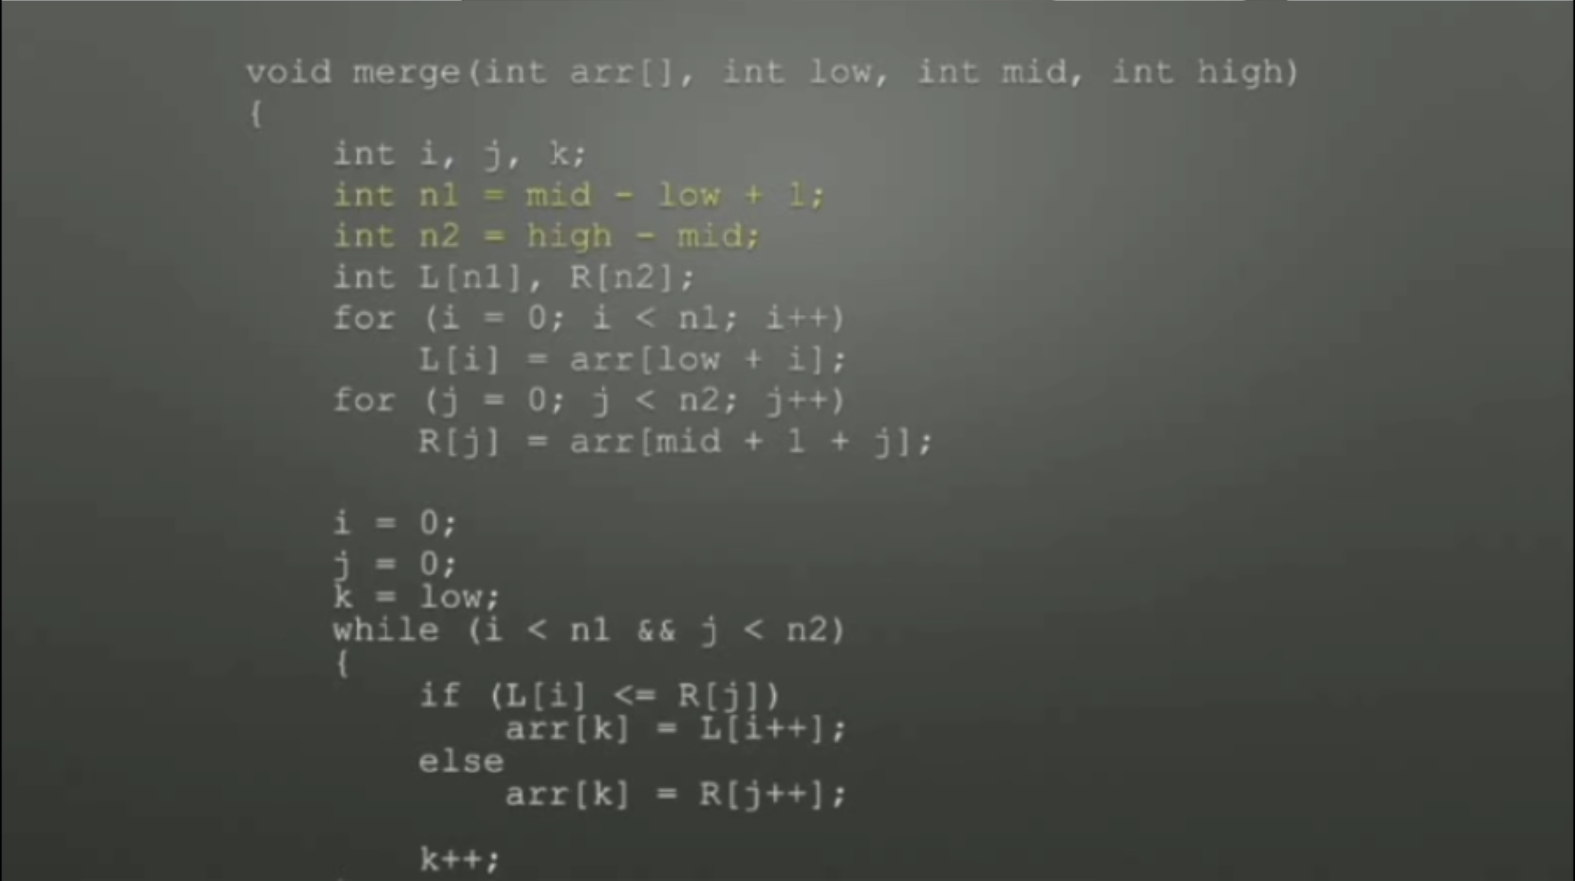 void merge(int arr[], int low, int mid, int high)
{
    int i, j, k;
    int n1 = mid - low + 1;
    int n2 = high - mid;
    int L[n1], R[n2];
    for (i = 0; i < n1; i++)
        L[i] = arr[low + i];
    for (j = 0; j < n2; j++)
        R[j] = arr[mid + 1 + j];
    i = 0;
    j = 0;
    k = low;
    while (i < n1 && j < n2)
    {
        if (L[i] <= R[j])
            arr[k] = L[i++];
        else
            arr[k] = R[j++];
        k++;